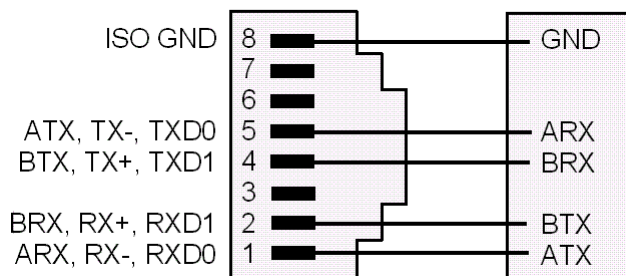 ISO GND 8 GND
7
6
ATX, TX-, TXD0 5 ARX
BTX, TX+, TXD1 4 BRX
3
BRX, RX+, RXD1 2 BTX
ARX, RX-, RXD0 1 ATX